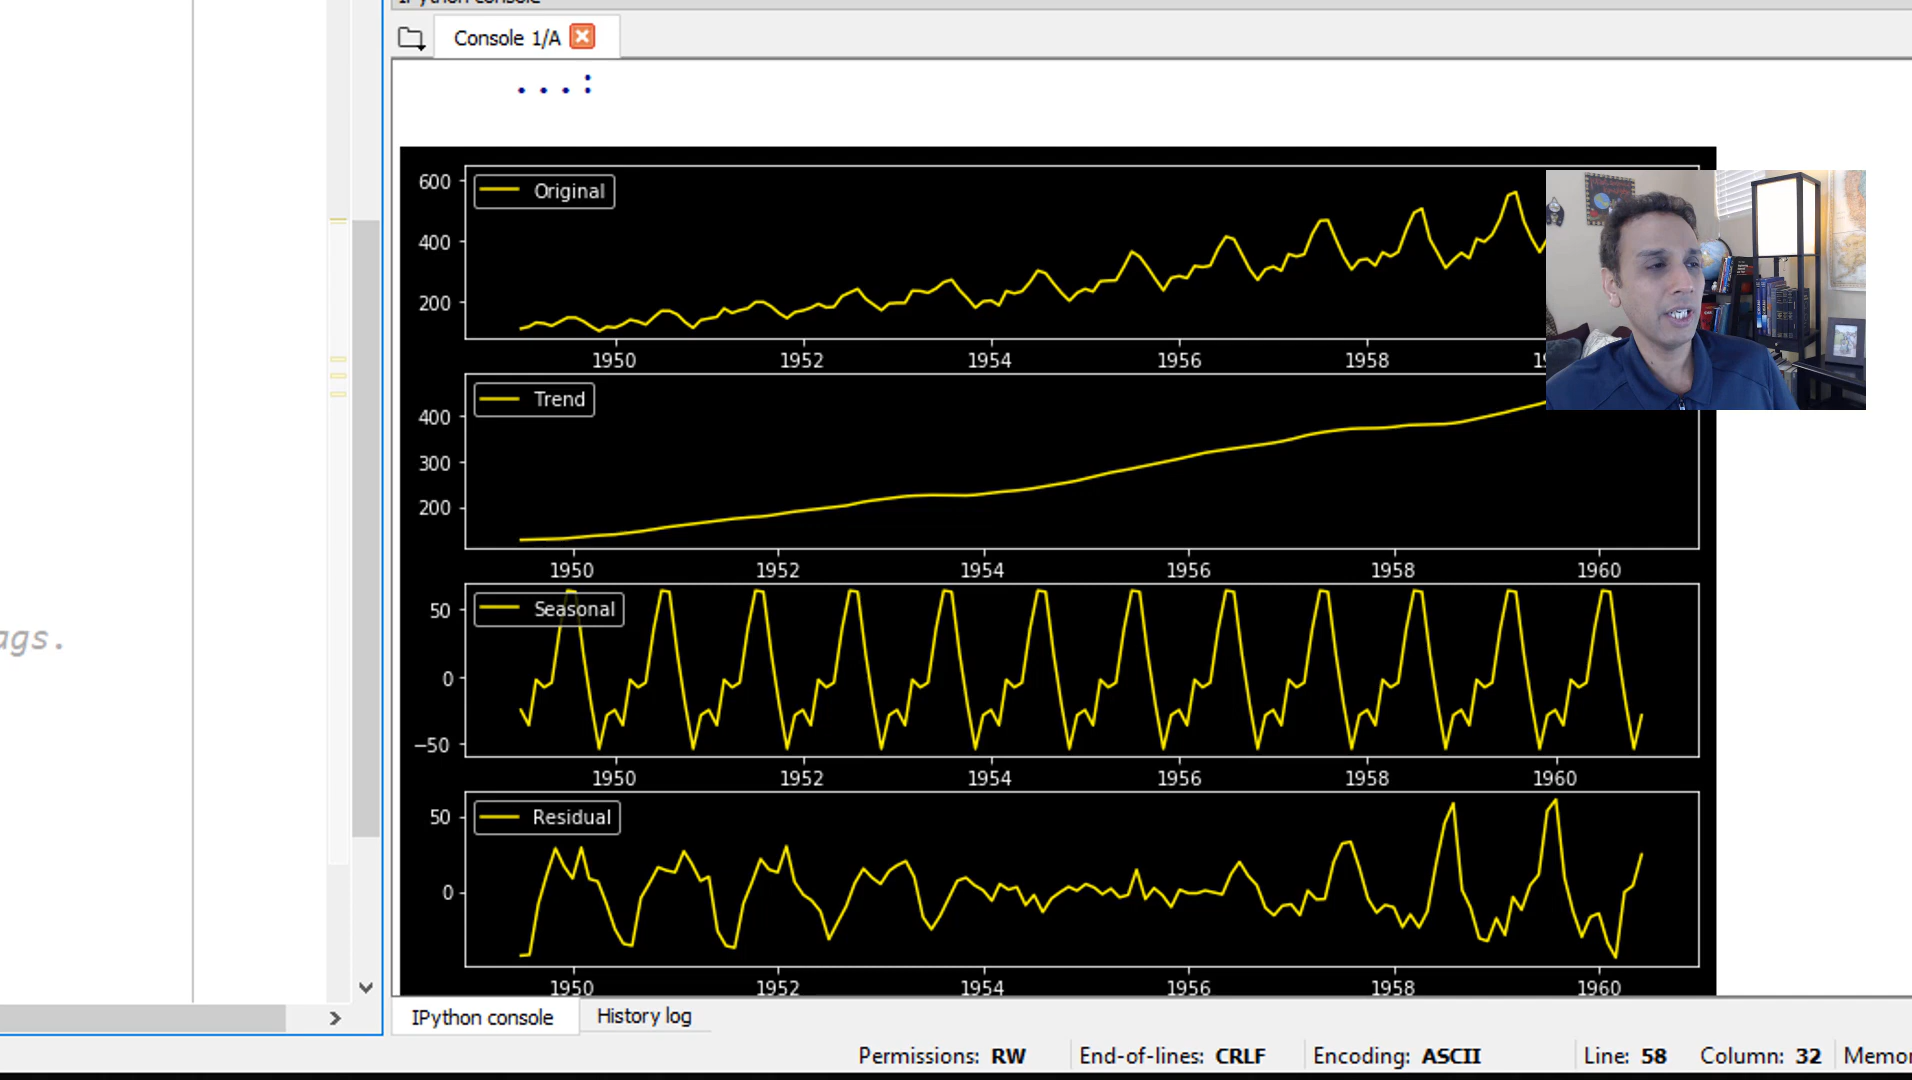 IPython console
Console 1/A
...:
600
400
200
Original
1950 1952 1954 1956 1958
400
300
200
Trend
1950 1952 1954 1956 1958 1960
50
0
−50
Seasonal
1950 1952 1954 1956 1958 1960
ags.
50
0
Residual
1950 1952 1954 1956 1958 1960
IPython console History log
Permissions: RW End-of-lines: CRLF Encoding: ASCII Line: 58 Column: 32 Memor